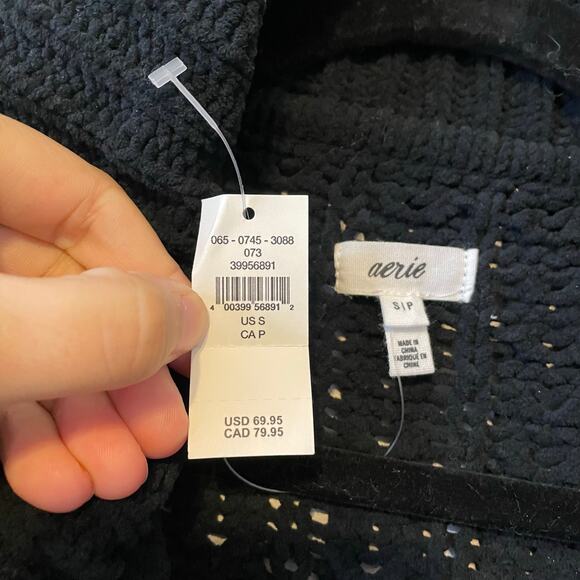 065 - 0745 - 3088
073
39956891
4 00399 56891 2
US S
CA P
USD 69.95
CAD 79.95
aerie
S|P
MADE IN
CHINA
FABRIQUÉ EN
CHINE